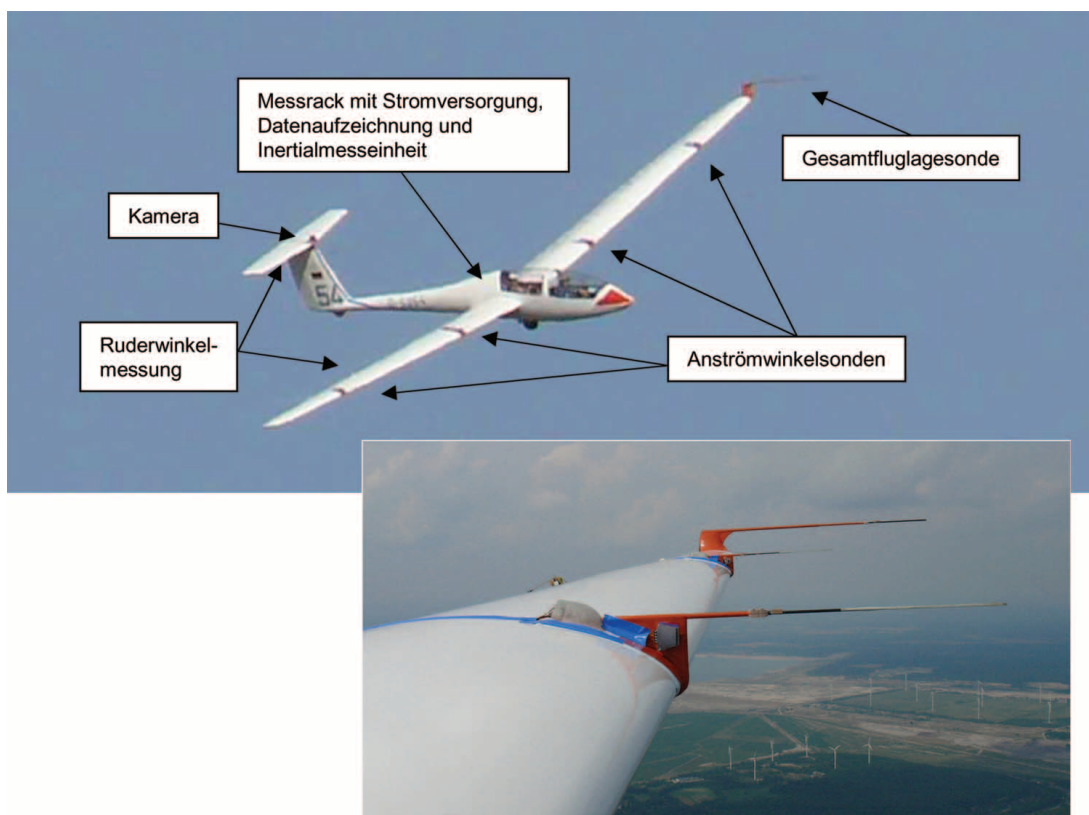 Messrack mit Stromversorgung,
Datenaufzeichnung und
Inertialmesseinheit
Gesamtfluglagesonde
Kamera
54
Ruderwinkel-
messung
Anströmwinkelsonden